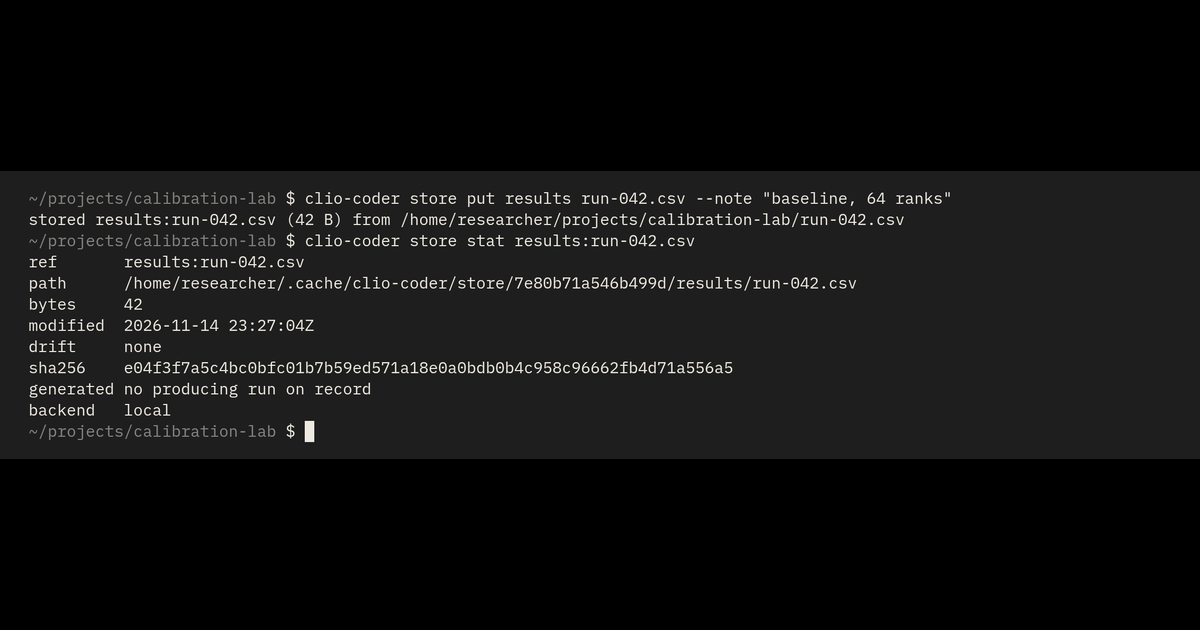 ~/projects/calibration-lab $ clio-coder store put results run-042.csv --note "baseline, 64 ranks"
stored results:run-042.csv (42 B) from /home/researcher/projects/calibration-lab/run-042.csv
~/projects/calibration-lab $ clio-coder store stat results:run-042.csv
ref       results:run-042.csv
path      /home/researcher/.cache/clio-coder/store/7e80b71a546b499d/results/run-042.csv
bytes     42
modified  2026-11-14 23:27:04Z
drift     none
sha256    e04f3f7a5c4bc0bfc01b7b59ed571a18e0a0bdb0b4c958c96662fb4d71a556a5
generated no producing run on record
backend   local
~/projects/calibration-lab $